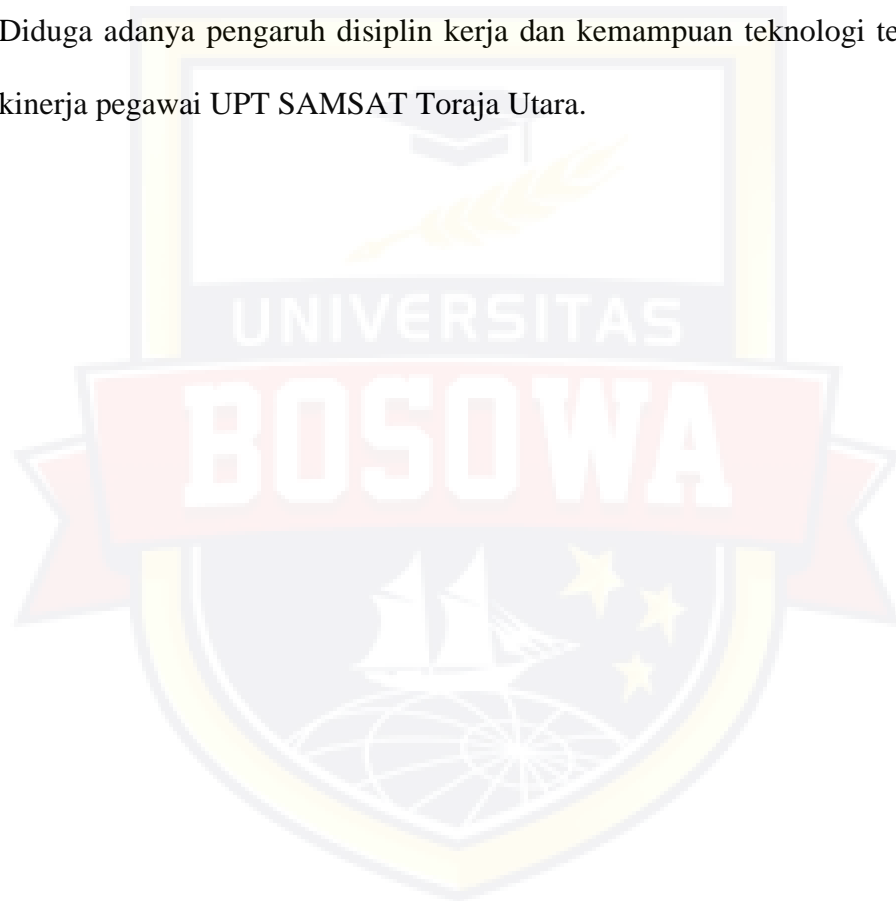 Diduga adanya pengaruh disiplin kerja dan kemampuan teknologi te
kinerja pegawai UPT SAMSAT Toraja Utara.
UNIVERSITAS
BOSOWA